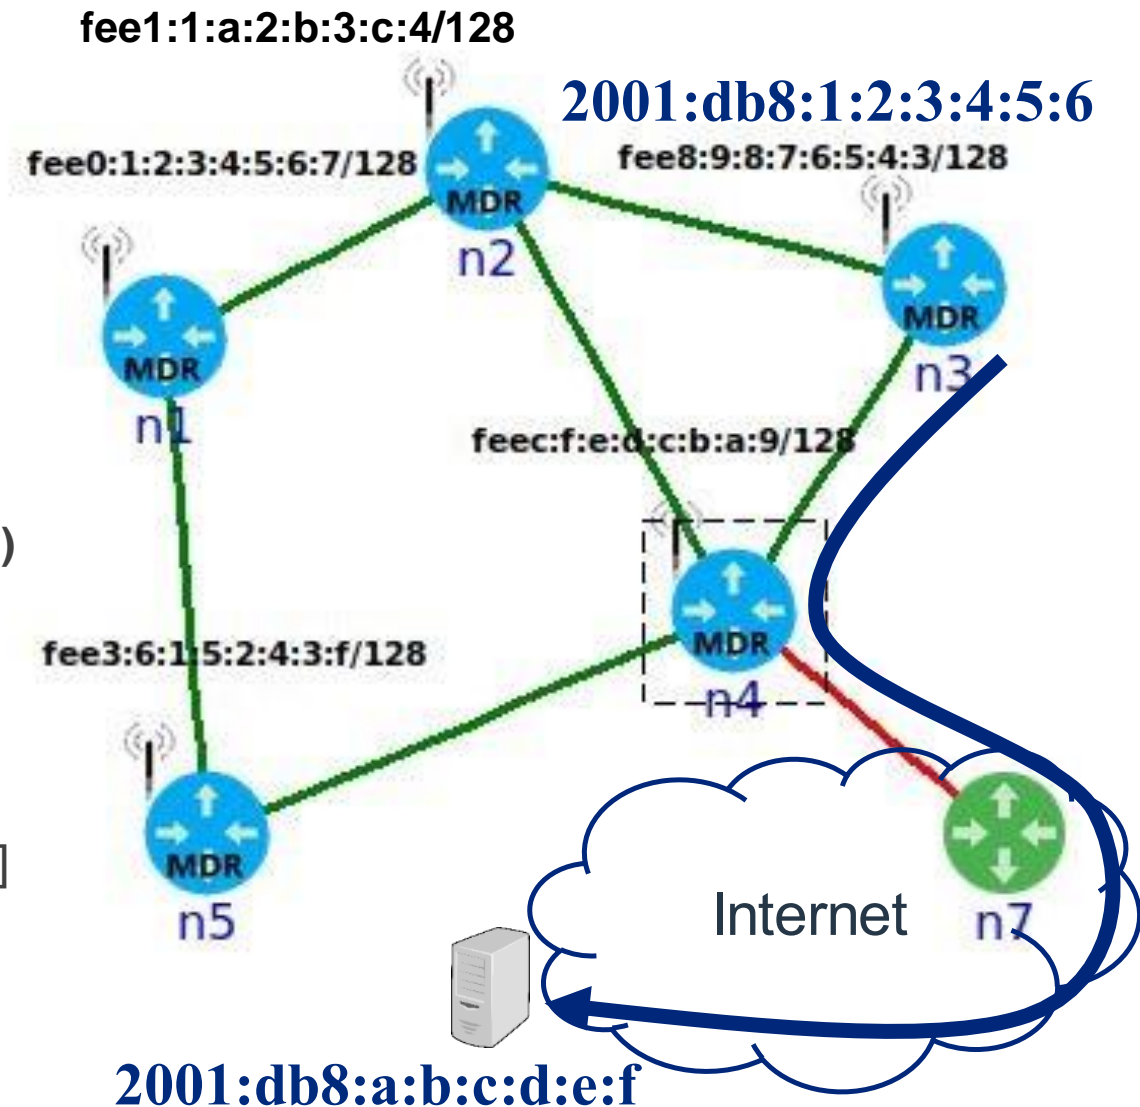 fee1:1:a:2:b:3:c:4/128
2001:db8:1:2:3:4:5:6
fee0:1:2:3:4:5:6:7/128
fee8:9:8:7:6:5:4:3/128
MDR
n2
MDR
n3
MDR
n1
feec:f:e:d:c:b:a:9/128
)
MDR
n4
fee3:6:1:5:2:4:3:f/128
MDR
n5
]
Internet
n7
2001:db8:a:b:c:d:e:f